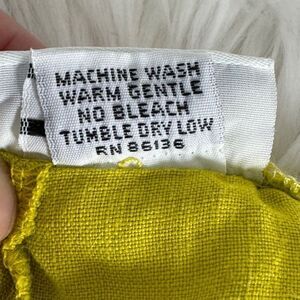 MACHINE WASH
WARM GENTLE
NO BLEACH
TUMBLE DRY LOW
RN 86136